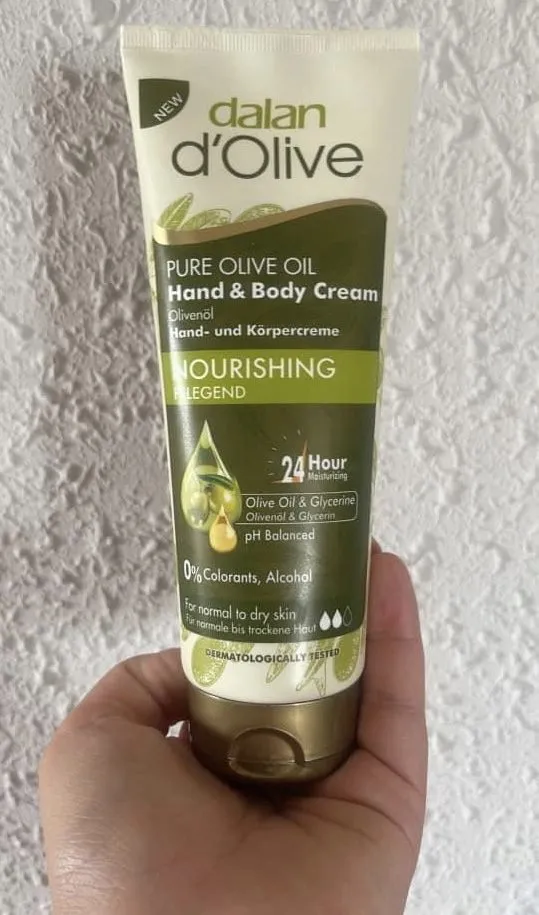 NEW
dalan
d'Olive
PURE OLIVE OIL
Hand & Body Cream
Olivenöl
Hand- und Körpercreme
NOURISHING
PFLEGEND
24 Hour
Moisturizing
Olive Oil & Glycerine
Olivenöl & Glycerin
pH Balanced
0% Colorants, Alcohol
For normal to dry skin
Für normale bis trockene Haut
DERMATOLOGICALLY TESTED